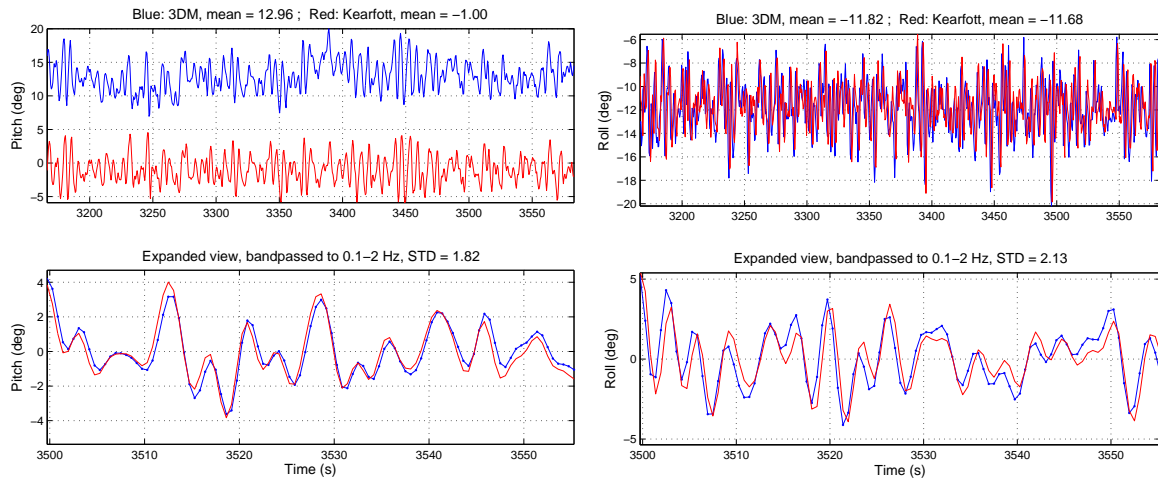 Blue: 3DM, mean = 12.96 ; Red: Kearfott, mean = −1.00
20
15
10
5
0
−5
Pitch (deg)
3200 3250 3300 3350 3400 3450 3500 3550
Blue: 3DM, mean = −11.82 ; Red: Kearfott, mean = −11.68
−6
−8
−10
−12
−14
−16
−18
−20
Roll (deg)
3200 3250 3300 3350 3400 3450 3500 3550
Expanded view, bandpassed to 0.1−2 Hz, STD = 1.82
4
2
0
−2
−4
Pitch (deg)
3500 3510 3520 3530 3540 3550
Time (s)
Expanded view, bandpassed to 0.1−2 Hz, STD = 2.13
5
0
−5
Roll (deg)
3500 3510 3520 3530 3540 3550
Time (s)